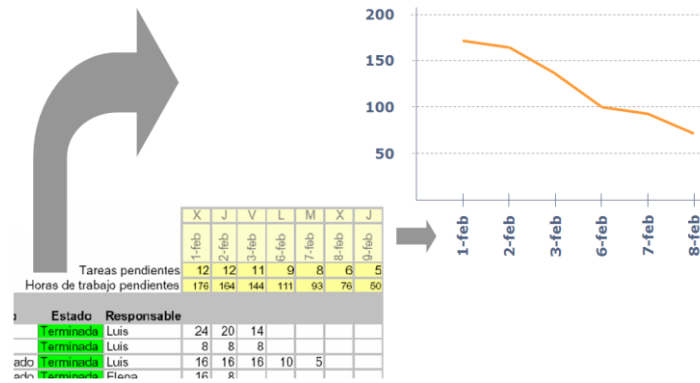 200
150
100
50
1-feb 2-feb 3-feb 6-feb 7-feb 8-feb
X J V L M X J
1-feb 2-feb 3-feb 6-feb 7-feb 8-feb 9-feb
Tareas pendientes 12 12 11 9 8 6 5
Horas de trabajo pendientes 176 164 144 111 93 76 50
Estado Responsable
Terminada Luis 24 20 14
Terminada Luis 8 8 8
ado Terminada Luis 16 16 16 10 5
ado Terminada Elena 16 8